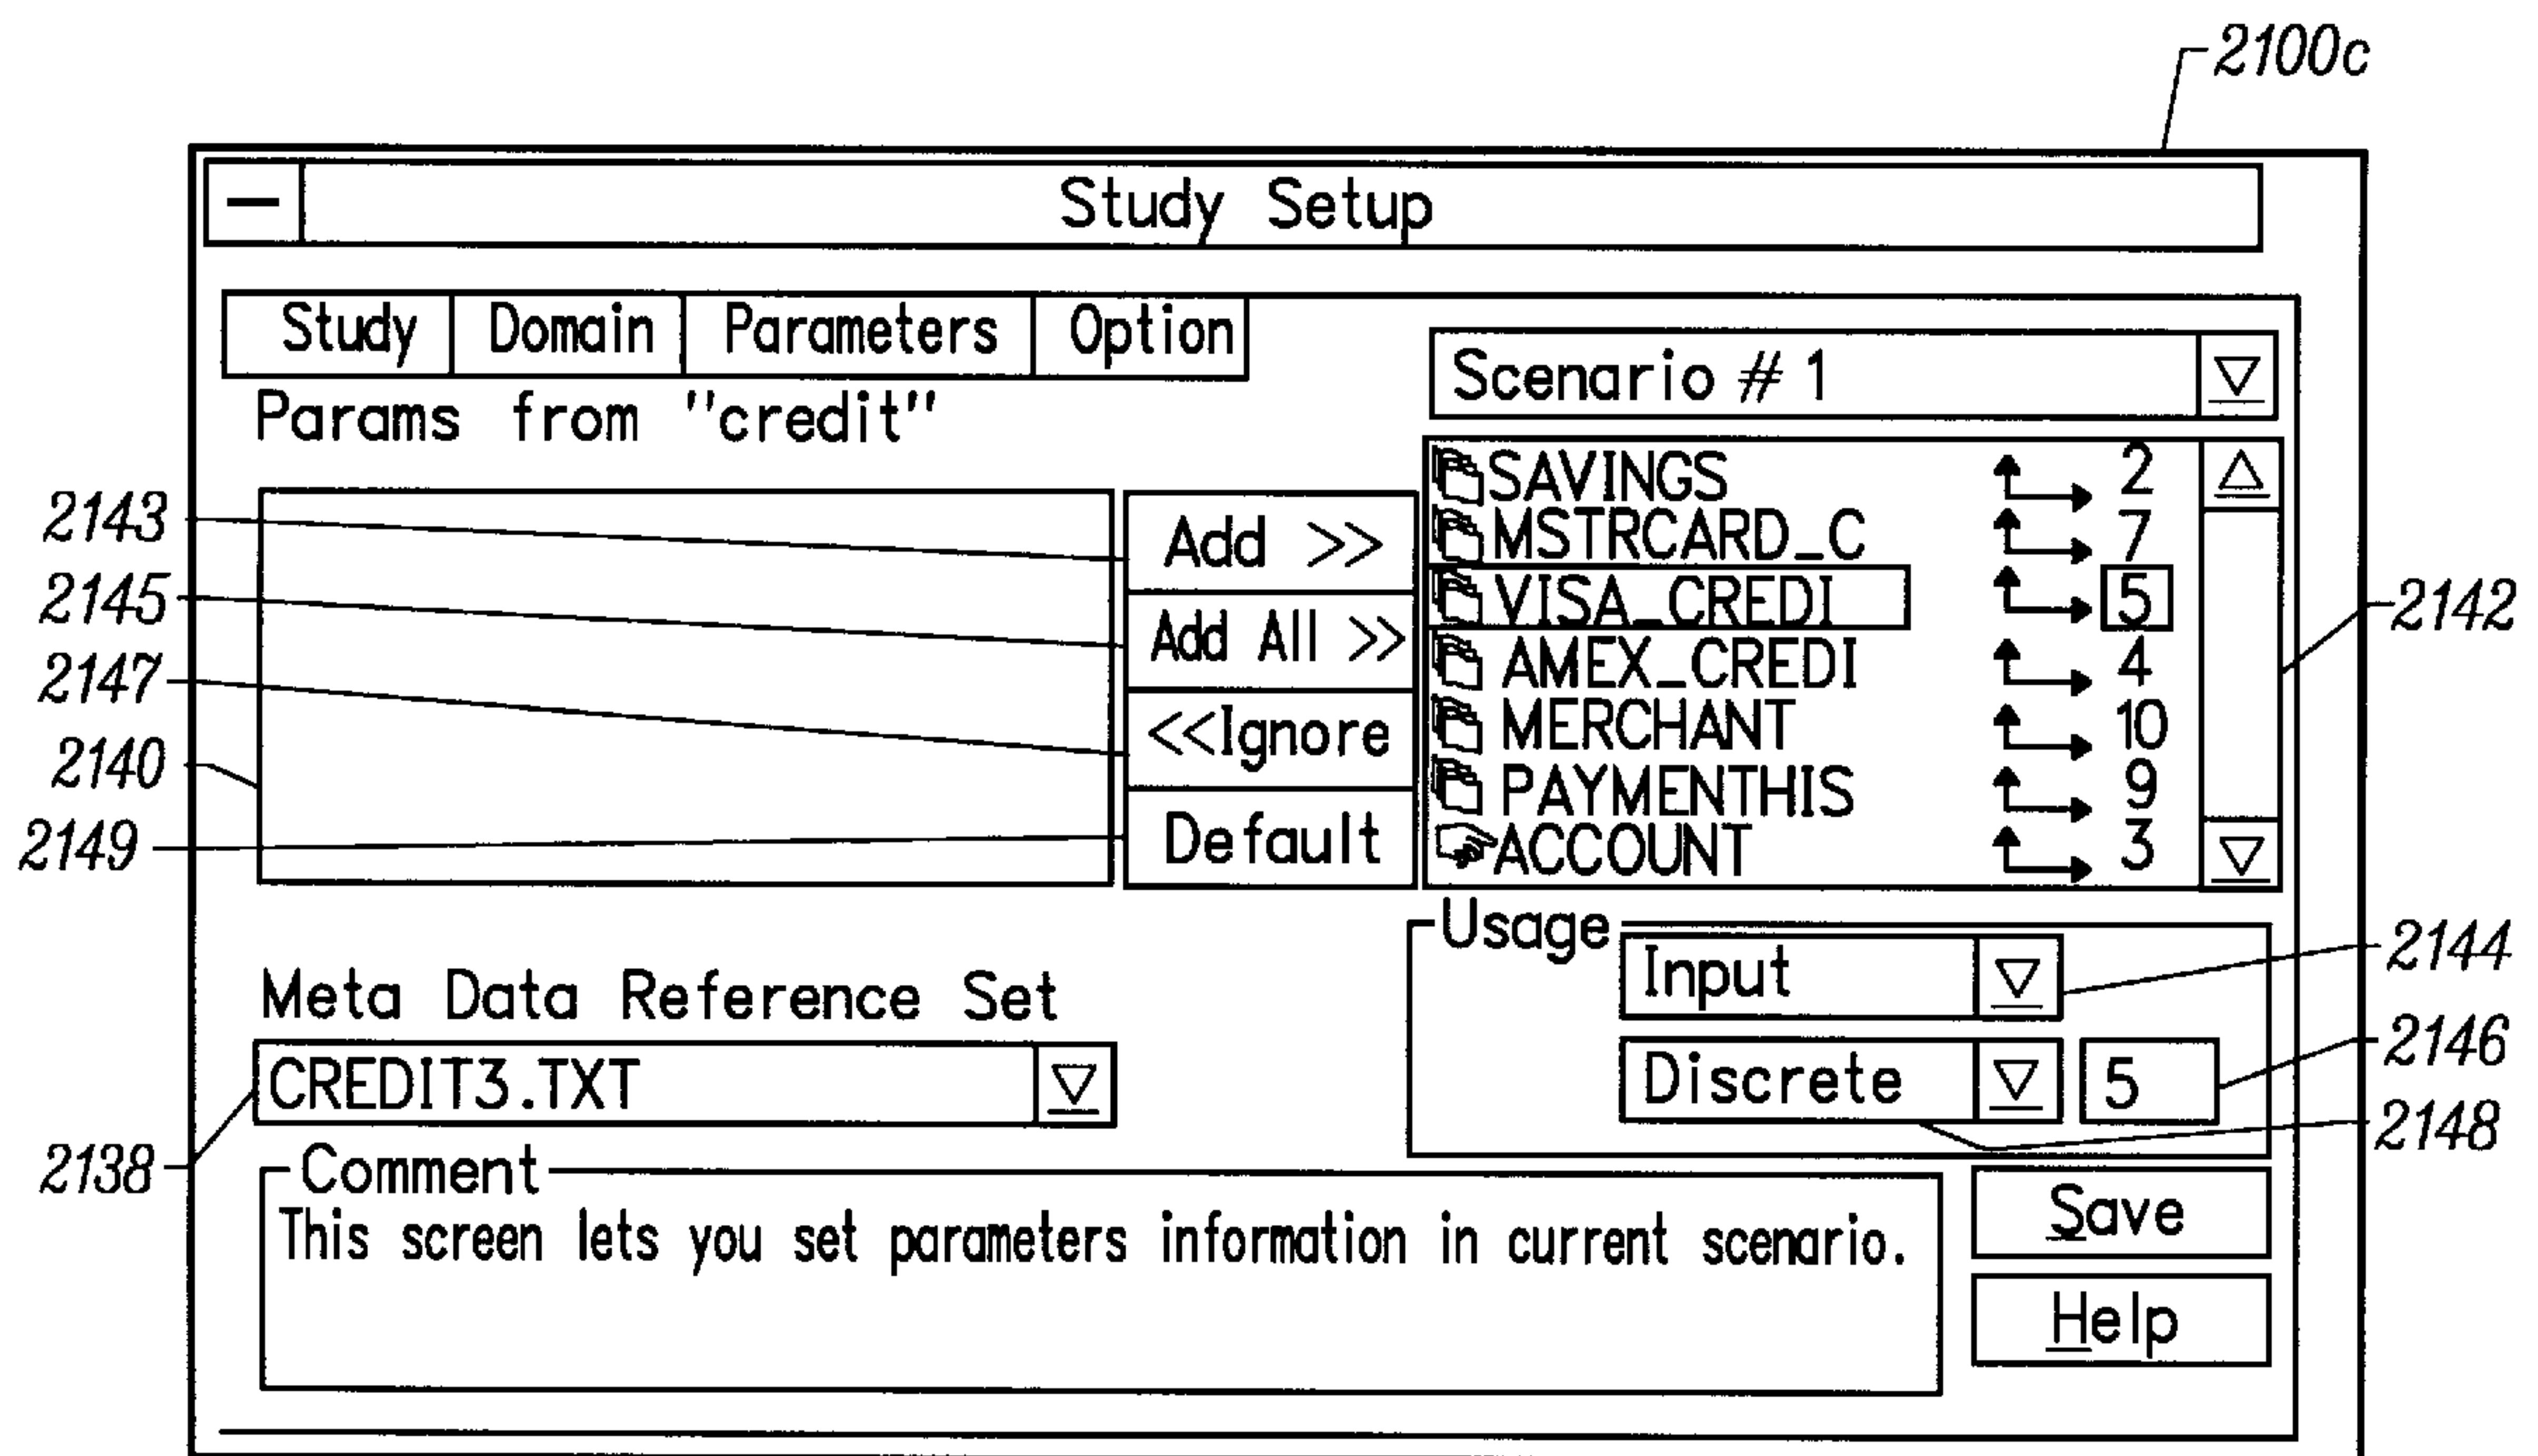 2100c
Study Setup
Study Domain Parameters Option
Scenario # 1
Params from "credit"
2143
2145
2147
2140
2149
Add >>
Add All >>
<<Ignore
Default
SAVINGS 2
MSTRCARD_C 7
VISA_CREDI 5
AMEX_CREDI 4
MERCHANT 10
PAYMENTHIS 9
ACCOUNT 3
2142
Usage
Input
2144
Discrete 5
2146
2148
Meta Data Reference Set
CREDIT3.TXT
2138
Comment
This screen lets you set parameters information in current scenario.
Save
Help